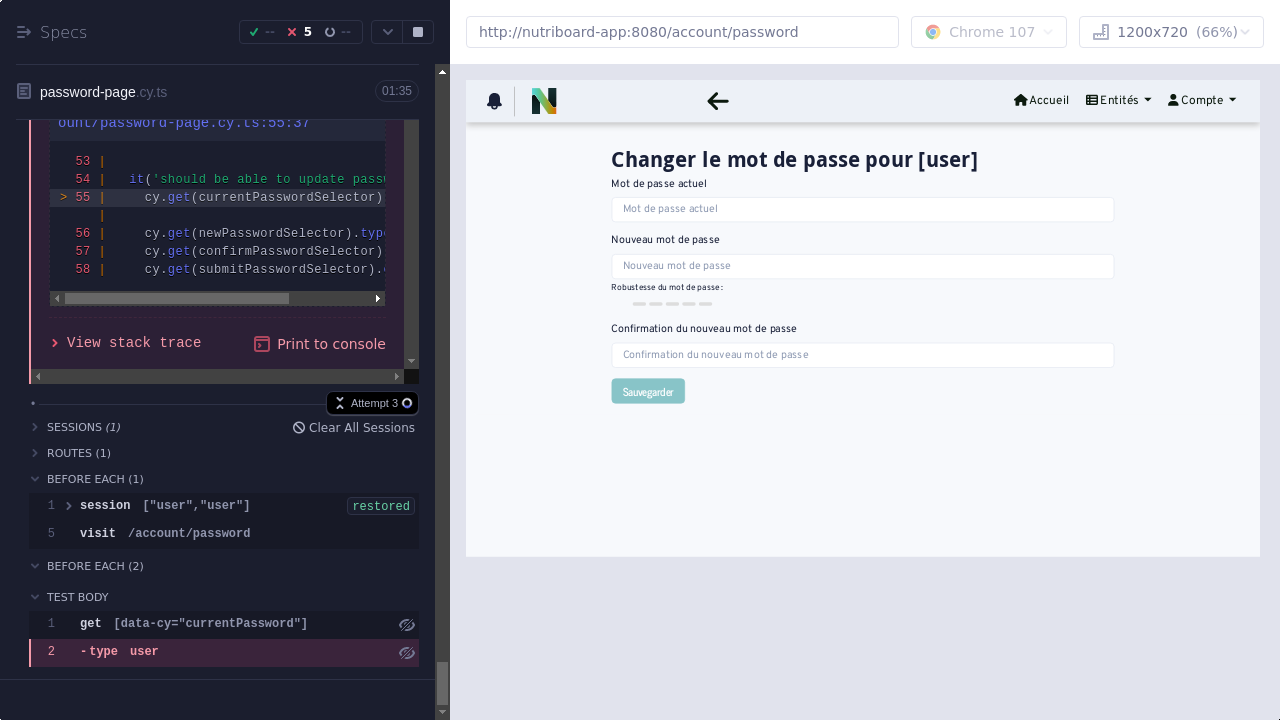 Specs
--
5
--
password-page.cy.ts
01:35
ount/password-page.cy.ts:55:37
53 |
54 |   it('should be able to update passw
> 55 |     cy.get(currentPasswordSelector)
|
56 |     cy.get(newPasswordSelector).type
57 |     cy.get(confirmPasswordSelector)
58 |     cy.get(submitPasswordSelector).
View stack trace
Print to console
Attempt 3
SESSIONS (1)
Clear All Sessions
ROUTES (1)
BEFORE EACH (1)
1 session ["user","user"] restored
5 visit /account/password
BEFORE EACH (2)
TEST BODY
1 get [data-cy="currentPassword"]
2 -type user
http://nutriboard-app:8080/account/password
Chrome 107
1200x720 (66%)
N
Accueil
Entités
Compte
Changer le mot de passe pour [user]
Mot de passe actuel
Mot de passe actuel
Nouveau mot de passe
Nouveau mot de passe
Robustesse du mot de passe :
Confirmation du nouveau mot de passe
Confirmation du nouveau mot de passe
Sauvegarder